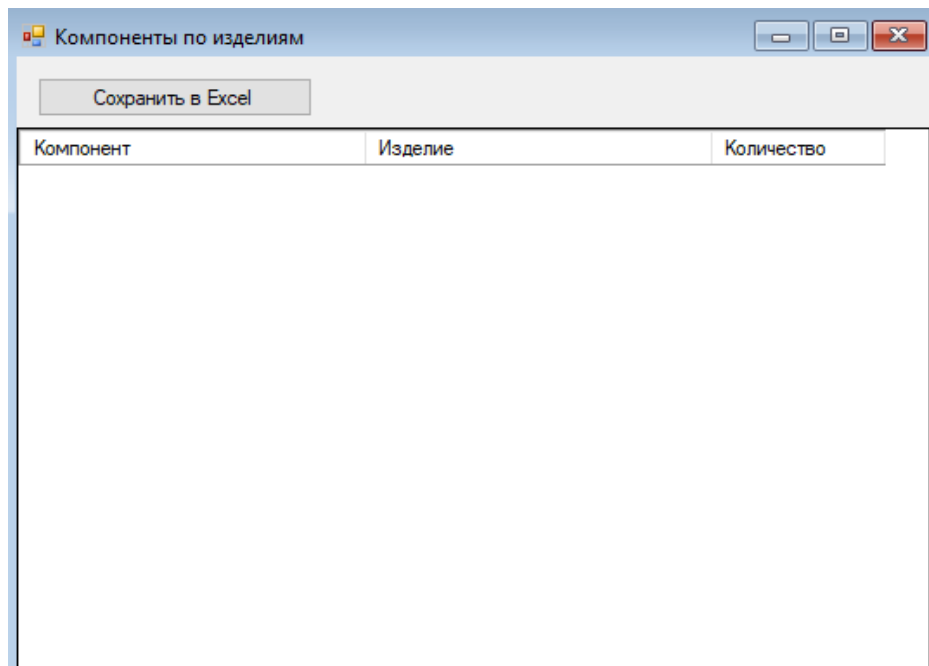 Компоненты по изделиям
Сохранить в Excel
Компонент Изделие Количество